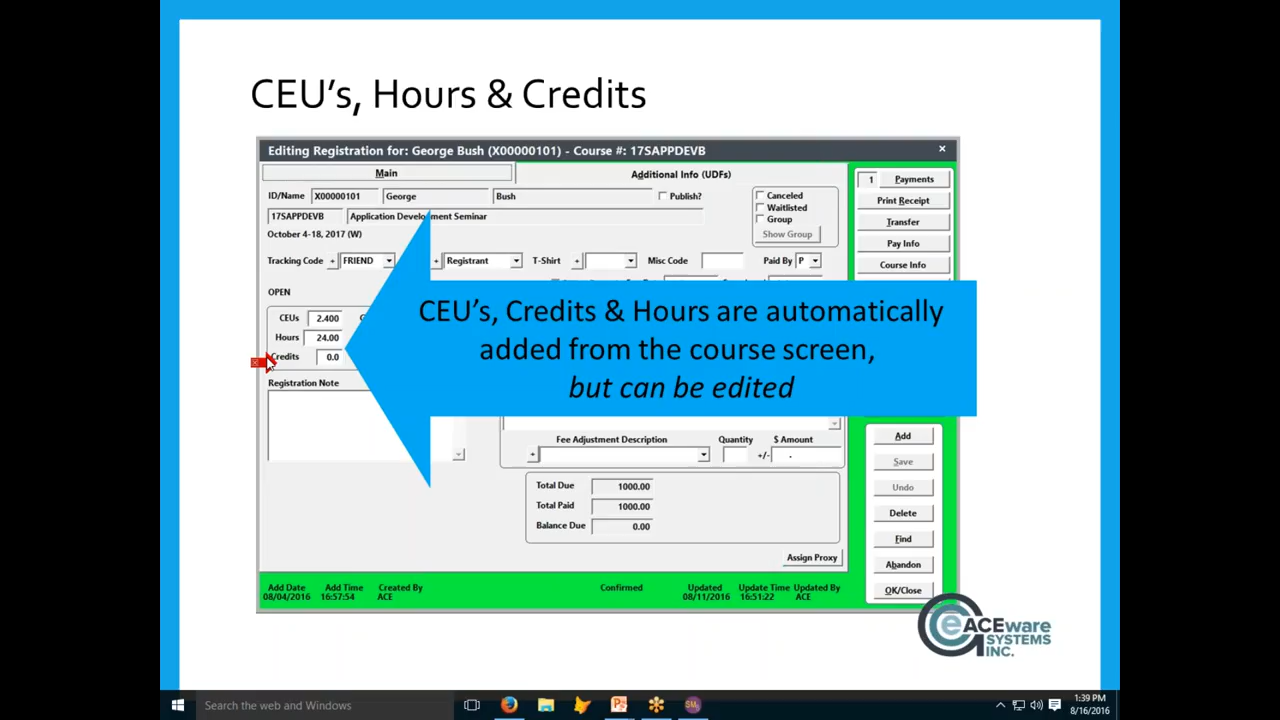 CEU's, Hours & Credits
Editing Registration for: George Bush (X00000101) - Course #: 17SAPPDEVB
Main
Additional Info (UDFs)
1 Payments
ID/Name X00000101 George Bush Publish?
Canceled
Waitlisted
Group
Show Group
Print Receipt
17SAPPDEVB Application Development Seminar
Transfer
October 4-18, 2017 (W)
Pay Info
Tracking Code + FRIEND + Registrant T-Shirt + Misc Code Paid By P
Course Info
OPEN
CEUs 2.400
Hours 24.00
Credits 0.0
CEU's, Credits & Hours are automatically
added from the course screen,
but can be edited
Registration Note
Fee Adjustment Description Quantity $ Amount
+ +/- .
Total Due 1000.00
Total Paid 1000.00
Balance Due 0.00
Assign Proxy
Add
Save
Undo
Delete
Find
Abandon
OK/Close
Add Date Add Time Created By Confirmed Updated Update Time Updated By
08/04/2016 16:57:54 ACE 08/11/2016 16:51:22 ACE
ACEware
SYSTEMS
INC.
Search the web and Windows
1:39 PM
8/16/2016